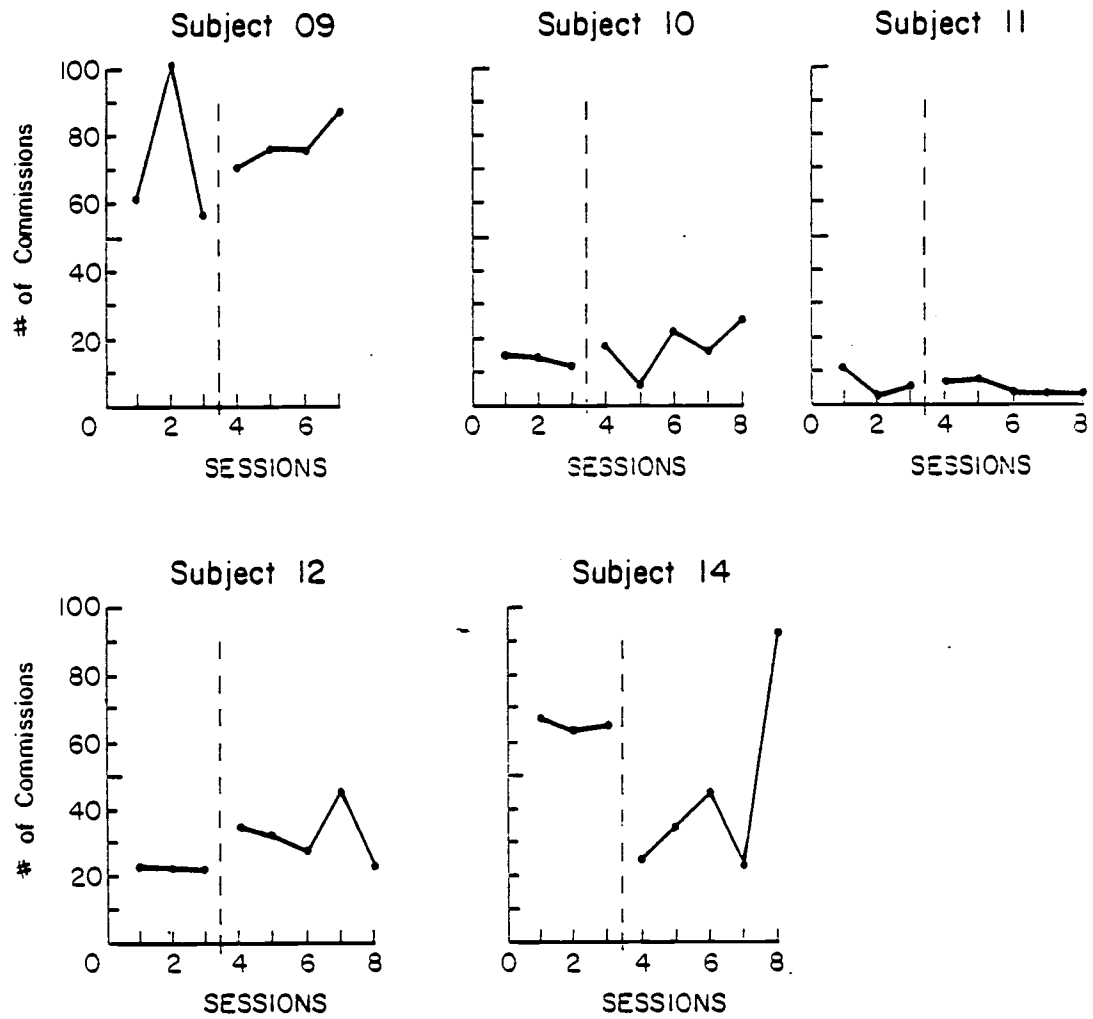 Subject 09
Subject 10
Subject 11
# of Commissions
100
80
60
40
20
0 2 4 6
SESSIONS
0 2 4 6 8
SESSIONS
0 2 4 6 8
SESSIONS
Subject 12
Subject 14
# of Commissions
100
80
60
40
20
0 2 4 6 8
SESSIONS
0 2 4 6 8
SESSIONS